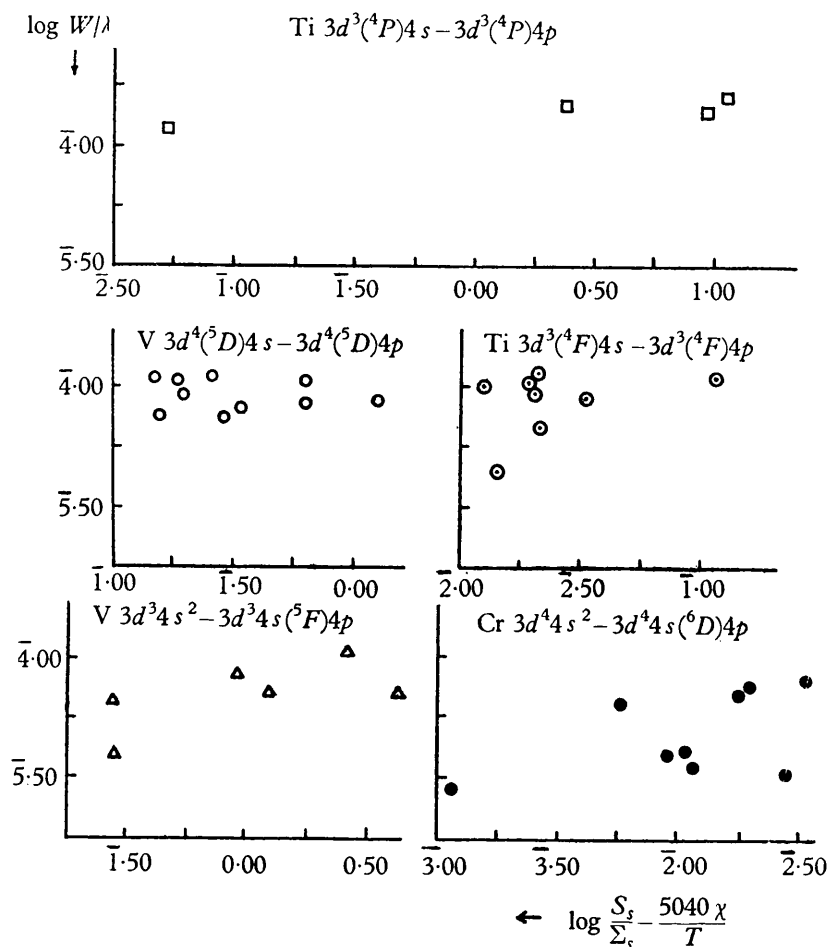 log W/λ
↓
Ti 3d³(⁴P)4s – 3d³(⁴P)4p
4̄·00
5̄·50
2̄·50 1̄·00 1̄·50 0·00 0·50 1·00
V 3d⁴(⁵D)4s – 3d⁴(⁵D)4p
4̄·00
5̄·50
1̄·00 1̄·50 0·00
Ti 3d³(⁴F)4s – 3d³(⁴F)4p
2̄·00 2̄·50 1̄·00
V 3d³4s² – 3d³4s(⁵F)4p
4̄·00
5̄·50
1̄·50 0·00 0·50
Cr 3d⁴4s² – 3d⁴4s(⁶D)4p
3̄·00 3̄·50 2̄·00 2̄·50
← log Sₛ/Σₛ – 5040 χ/T